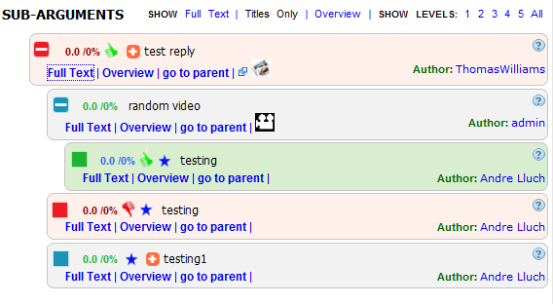 SUB-ARGUMENTS SHOW Full Text | Titles Only | Overview | SHOW LEVELS: 1 2 3 4 5 All
0.0 /0% test reply
Full Text | Overview | go to parent |
Author: ThomasWilliams
0.0 /0% random video
Full Text | Overview | go to parent |
Author: admin
0.0 /0% testing
Full Text | Overview | go to parent |
Author: Andre Lluch
0.0 /0% testing
Full Text | Overview | go to parent |
Author: Andre Lluch
0.0 /0% testing1
Full Text | Overview | go to parent |
Author: Andre Lluch